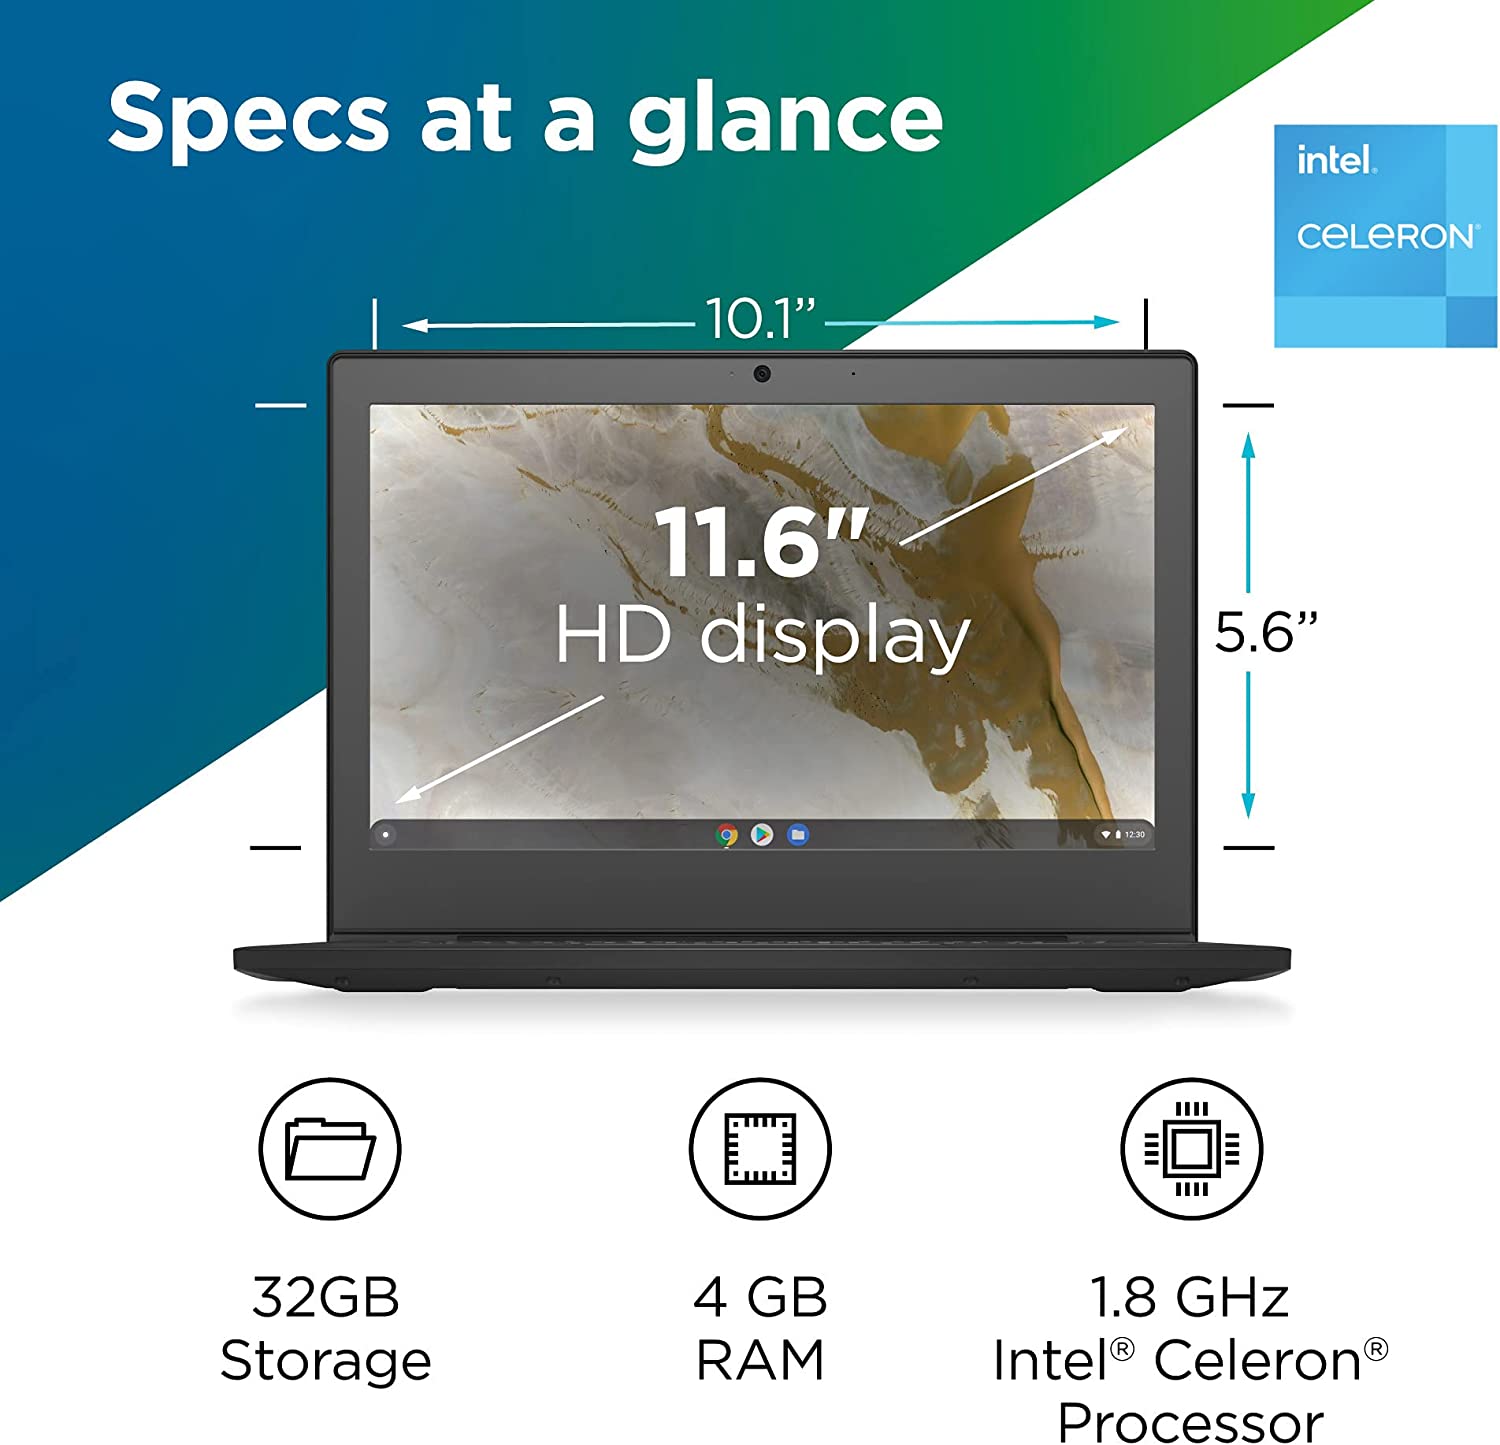 Specs at a glance
intel.
CELERON®
10.1”
11.6"
HD display
5.6”
12:30
32GB
Storage
4 GB
RAM
1.8 GHz
Intel® Celeron®
Processor